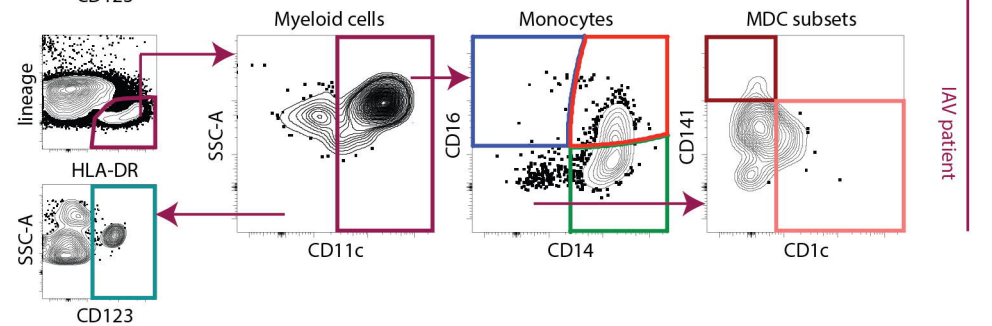 CD123
Myeloid cells
Monocytes
MDC subsets
lineage
HLA-DR
SSC-A
CD11c
CD16
CD14
CD141
CD1c
SSC-A
CD123
IAV patient